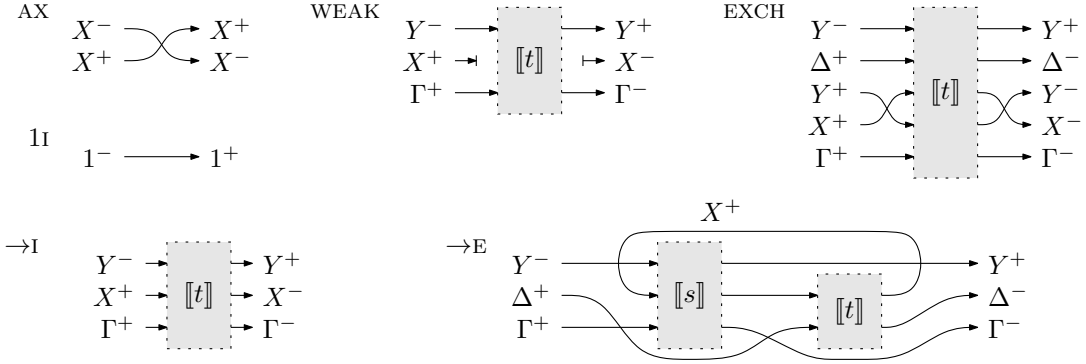 AX
X⁻ X⁺
X⁺ X⁻
WEAK
Y⁻ Y⁺
X⁺ ⟦t⟧ X⁻
Γ⁺ Γ⁻
EXCH
Y⁻ Y⁺
Δ⁺ Δ⁻
Y⁺ ⟦t⟧ Y⁻
X⁺ X⁻
Γ⁺ Γ⁻
1I
1⁻ 1⁺
→I
Y⁻ Y⁺
X⁺ ⟦t⟧ X⁻
Γ⁺ Γ⁻
→E
X⁺
Y⁻ Y⁺
Δ⁺ ⟦s⟧ ⟦t⟧ Δ⁻
Γ⁺ Γ⁻